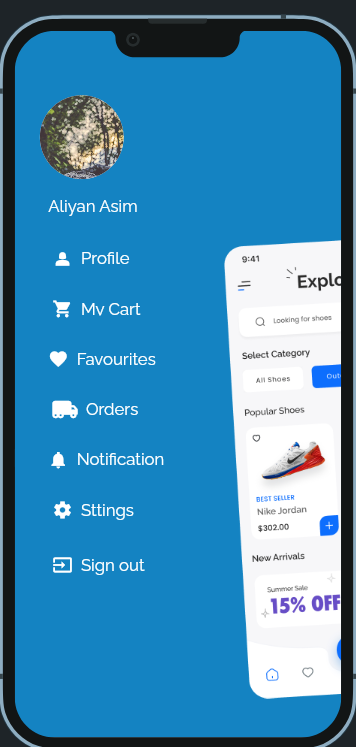 Aliyan Asim
Profile
My Cart
Favourites
Orders
Notification
Sttings
Sign out
9:41
Explo
Looking for shoes
Select Category
All Shoes
Out
Popular Shoes
BEST SELLER
Nike Jordan
$302.00
+
New Arrivals
Summer Sale
15% OFF